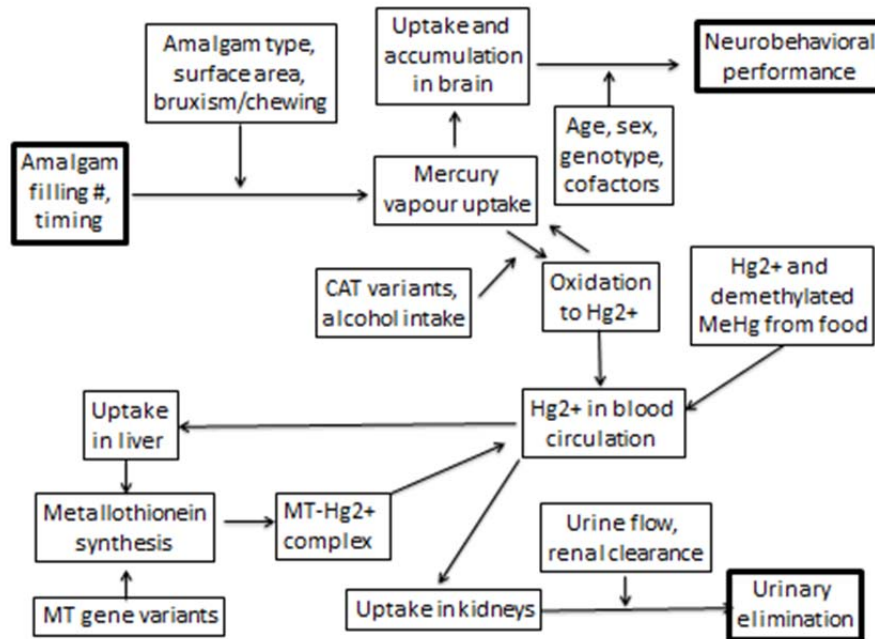 Amalgam type,
surface area,
bruxism/chewing
Uptake and
accumulation
in brain
Neurobehavioral
performance
Age, sex,
genotype,
cofactors
Amalgam
filling #,
timing
Mercury
vapour uptake
CAT variants,
alcohol intake
Oxidation
to Hg2+
Hg2+ and
demethylated
MeHg from food
Uptake
in liver
Hg2+ in blood
circulation
Metallothionein
synthesis
MT-Hg2+
complex
Urine flow,
renal clearance
MT gene variants
Uptake in kidneys
Urinary
elimination